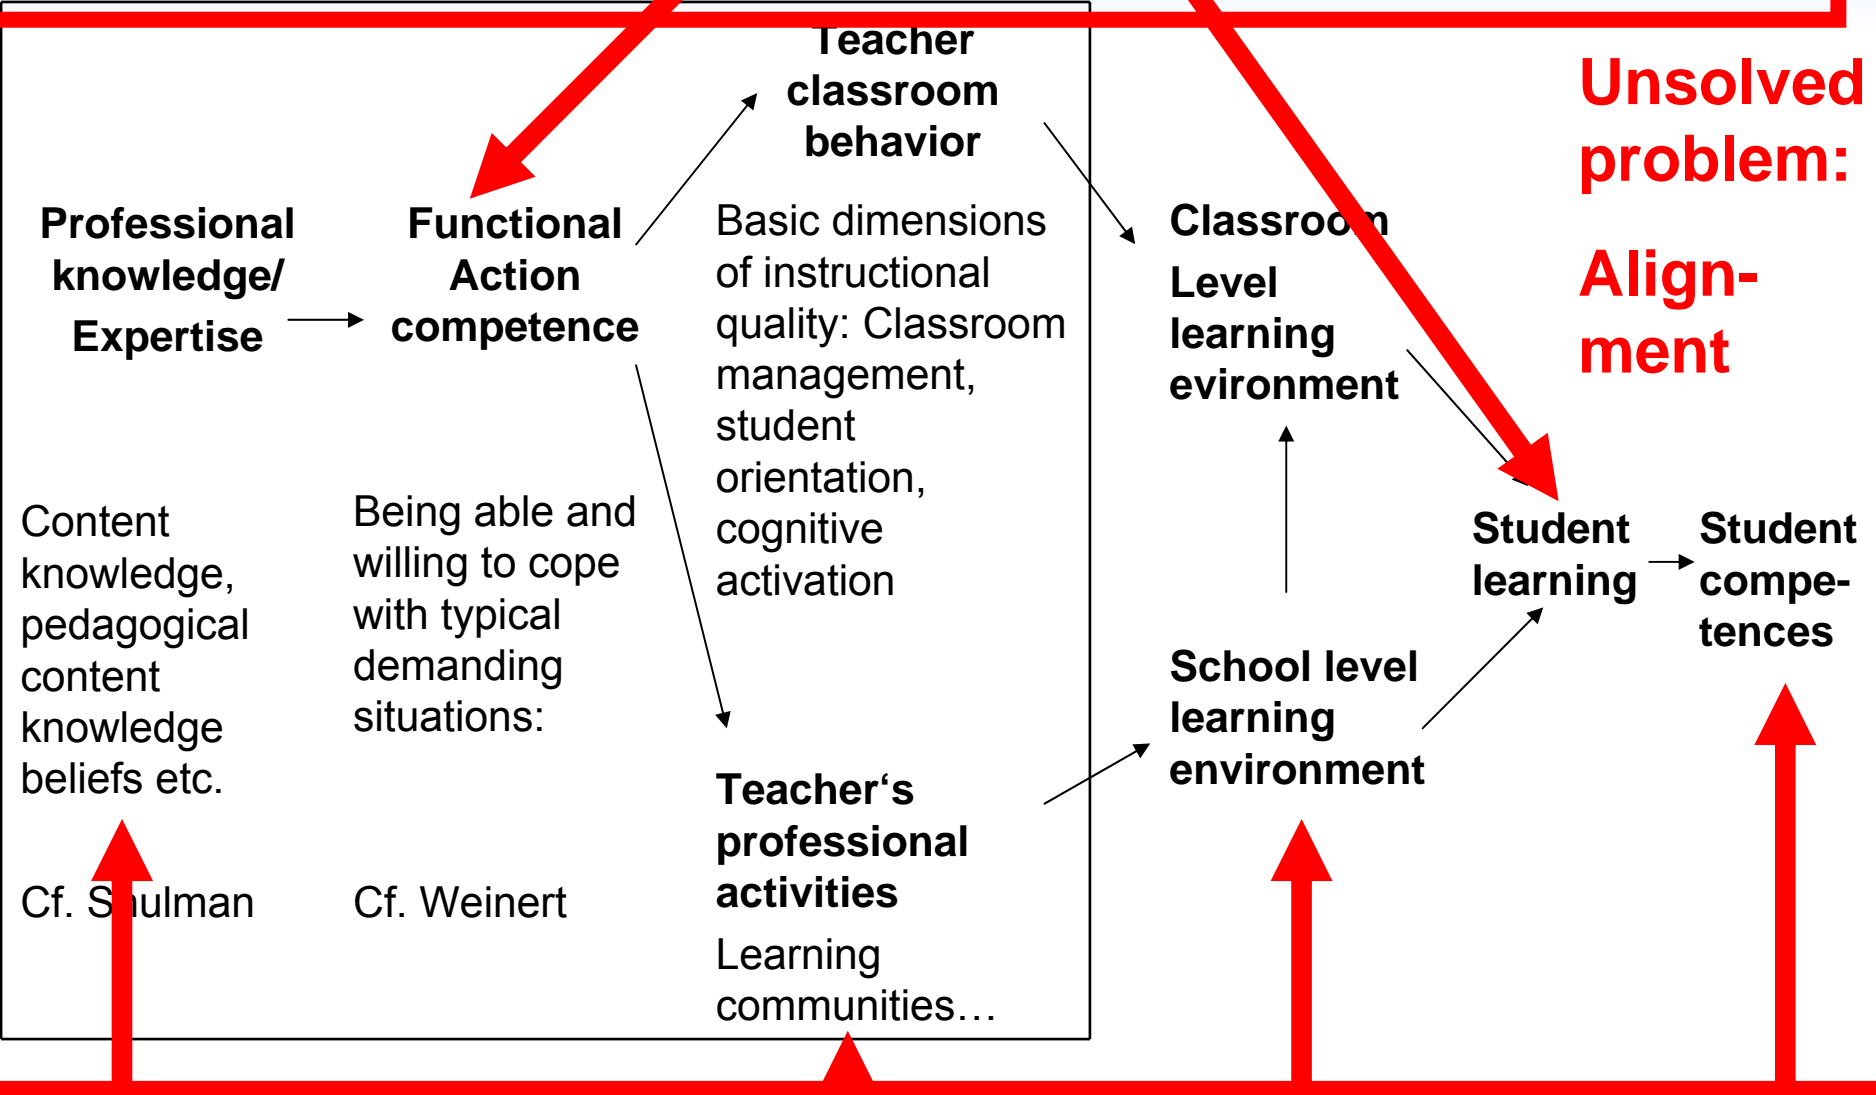 Teacher
classroom
behavior
Unsolved
problem:
Align-
ment
Professional
knowledge/
Expertise
Functional
Action
competence
Basic dimensions
of instructional
quality: Classroom
management,
student
orientation,
cognitive
activation
Classroom
Level
learning
evironment
Content
knowledge,
pedagogical
content
knowledge
beliefs etc.
Being able and
willing to cope
with typical
demanding
situations:
Student
learning
Student
compe-
tences
School level
learning
environment
Teacher‘s
professional
activities
Learning
communities…
Cf. Shulman
Cf. Weinert